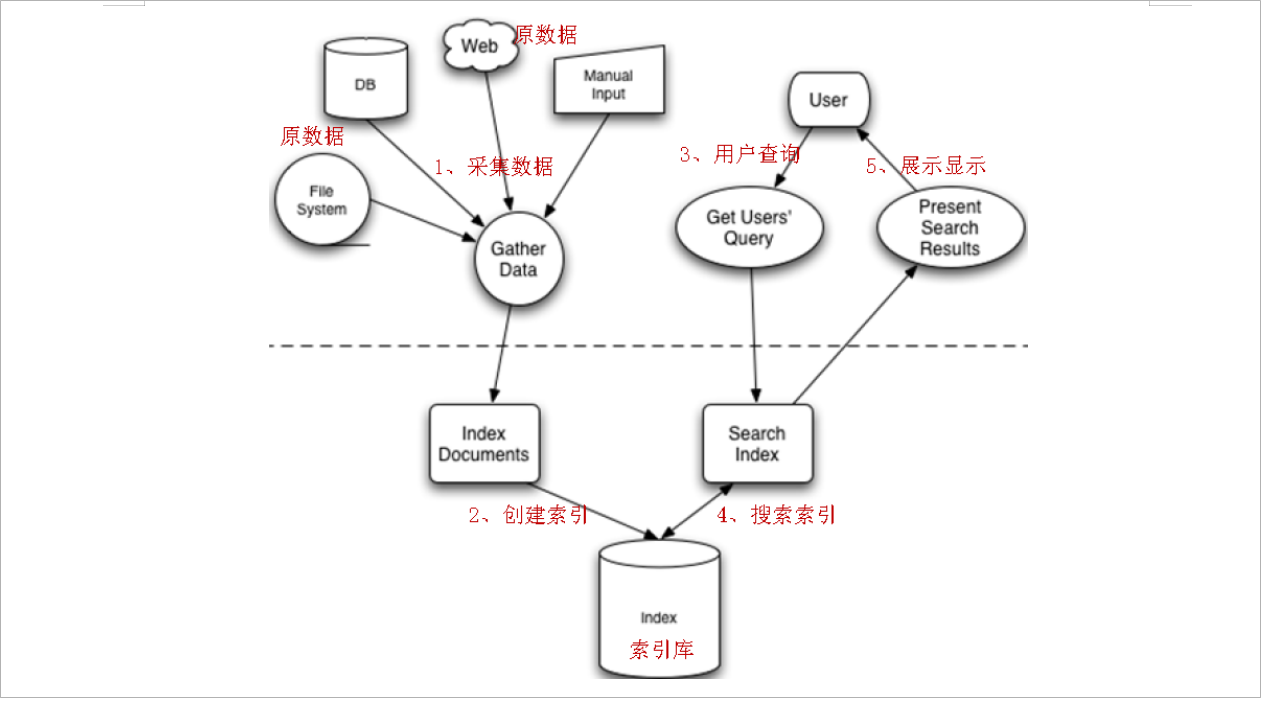 原数据
Web
DB
Manual
Input
原数据
1、采集数据
File
System
Gather
Data
User
3、用户查询
5、展示显示
Get Users'
Query
Present
Search
Results
Index
Documents
Search
Index
2、创建索引
4、搜索索引
Index
索引库